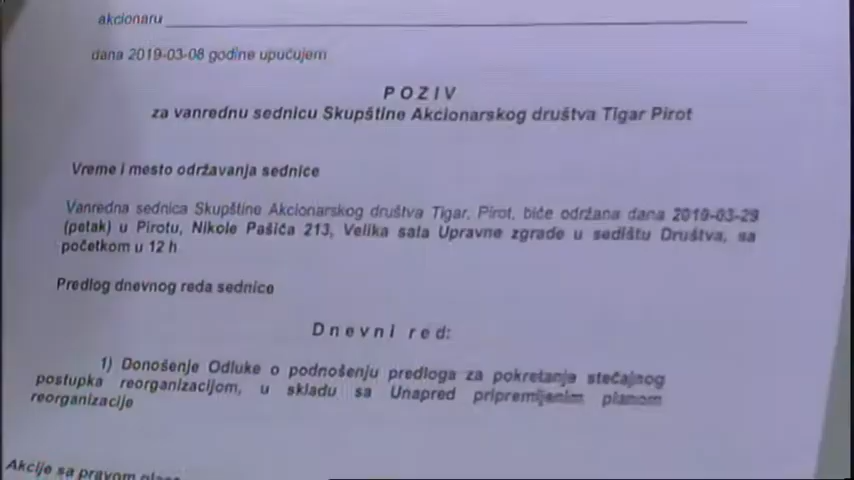 akcionaru
dana 2019-03-08 godine upućujem
P O Z I V
za vanrednu sednicu Skupštine Akcionarskog društva Tigar Pirot
Vreme i mesto održavanja sednice
Vanredna sednica Skupštine Akcionarskog društva Tigar, Pirot, biće održana dana 2019-03-29
(petak) u Pirotu, Nikole Pašića 213, Velika sala Upravne zgrade u sedištu Društva, sa
početkom u 12 h
Predlog dnevnog reda sednice
D n e v n i r e d:
1) Donošenje Odluke o podnošenju predloga za pokretanje stečajnog
postupka reorganizacijom, u skladu sa Unapred pripremljenim planom
reorganizacije
Akcije sa pravom